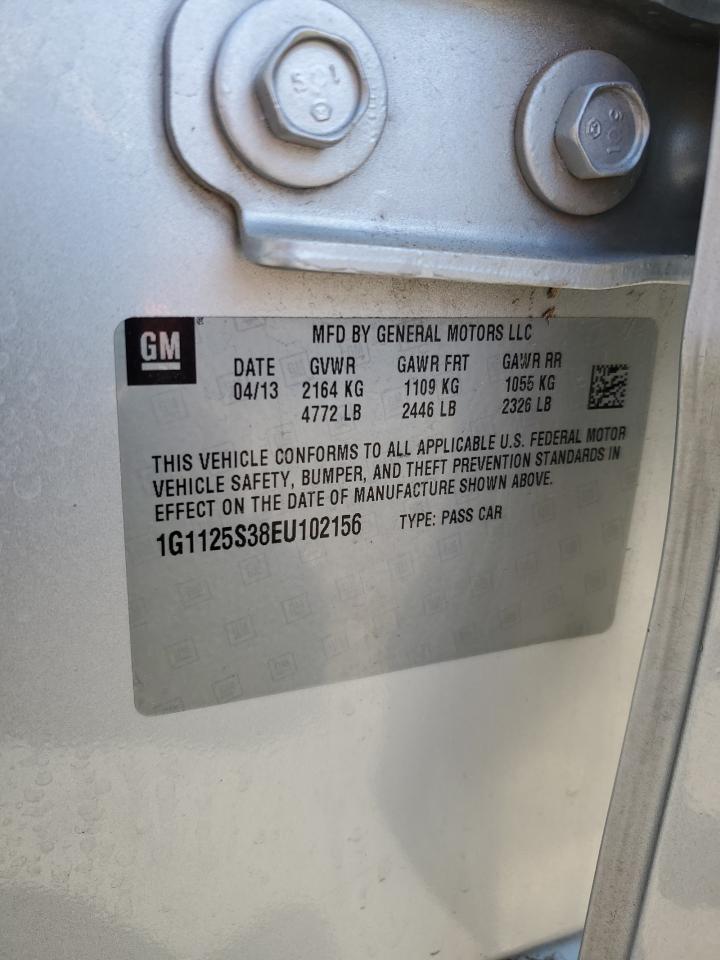 GM
MFD BY GENERAL MOTORS LLC
DATE GVWR GAWR FRT GAWR RR
04/13 2164 KG 1109 KG 1055 KG
4772 LB 2446 LB 2326 LB
THIS VEHICLE CONFORMS TO ALL APPLICABLE U.S. FEDERAL MOTOR
VEHICLE SAFETY, BUMPER, AND THEFT PREVENTION STANDARDS IN
EFFECT ON THE DATE OF MANUFACTURE SHOWN ABOVE.
1G1125S38EU102156 TYPE: PASS CAR